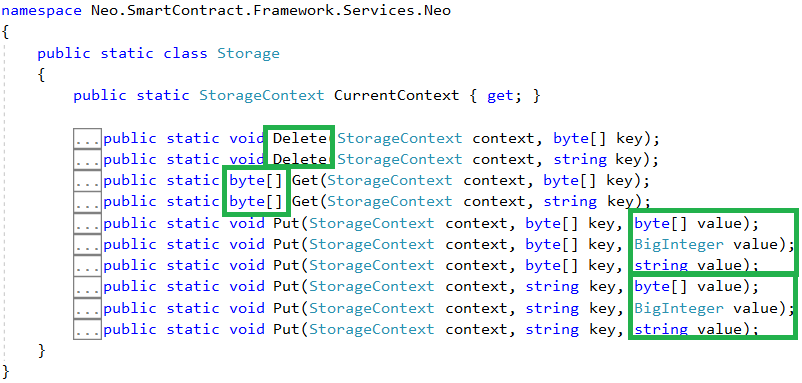 namespace Neo.SmartContract.Framework.Services.Neo
{
public static class Storage
{
public static StorageContext CurrentContext { get; }
...public static void Delete(StorageContext context, byte[] key);
...public static void Delete(StorageContext context, string key);
...public static byte[] Get(StorageContext context, byte[] key);
...public static byte[] Get(StorageContext context, string key);
...public static void Put(StorageContext context, byte[] key, byte[] value);
...public static void Put(StorageContext context, byte[] key, BigInteger value);
...public static void Put(StorageContext context, byte[] key, string value);
...public static void Put(StorageContext context, string key, byte[] value);
...public static void Put(StorageContext context, string key, BigInteger value);
...public static void Put(StorageContext context, string key, string value);
}
}